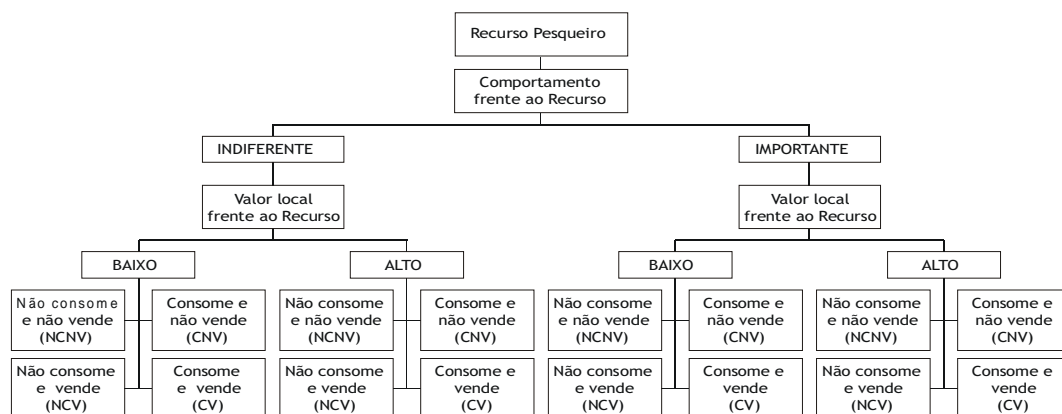 Recurso Pesqueiro
Comportamento
frente ao Recurso
INDIFERENTE
IMPORTANTE
Valor local
frente ao Recurso
Valor local
frente ao Recurso
BAIXO
ALTO
BAIXO
ALTO
Não consome
e não vende
(NCNV)
Consome e
não vende
(CNV)
Não consome
e não vende
(NCNV)
Consome e
não vende
(CNV)
Não consome
e não vende
(NCNV)
Consome e
não vende
(CNV)
Não consome
e não vende
(NCNV)
Consome e
não vende
(CNV)
Não consome
e vende
(NCV)
Consome
e vende
(CV)
Não consome
e vende
(NCV)
Consome e
vende
(CV)
Não consome
e vende
(NCV)
Consome e
vende
(CV)
Não consome
e vende
(NCV)
Consome e
vende
(CV)